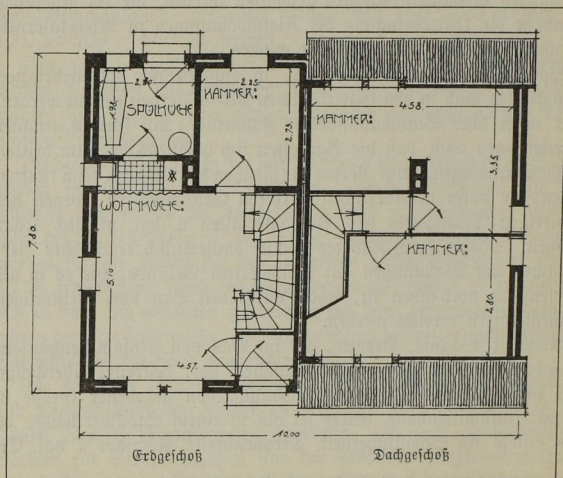 2.80.
2.25
KAMMER:
1.98.
SPÜLKÜCHE
2.73.
4.58.
KAMMER:
3.35
WOHNKÜCHE:
7.80.
5.10
KAMMER:
2.80.
4.57.
10.00
Erdgeschoß
Dachgeschoß